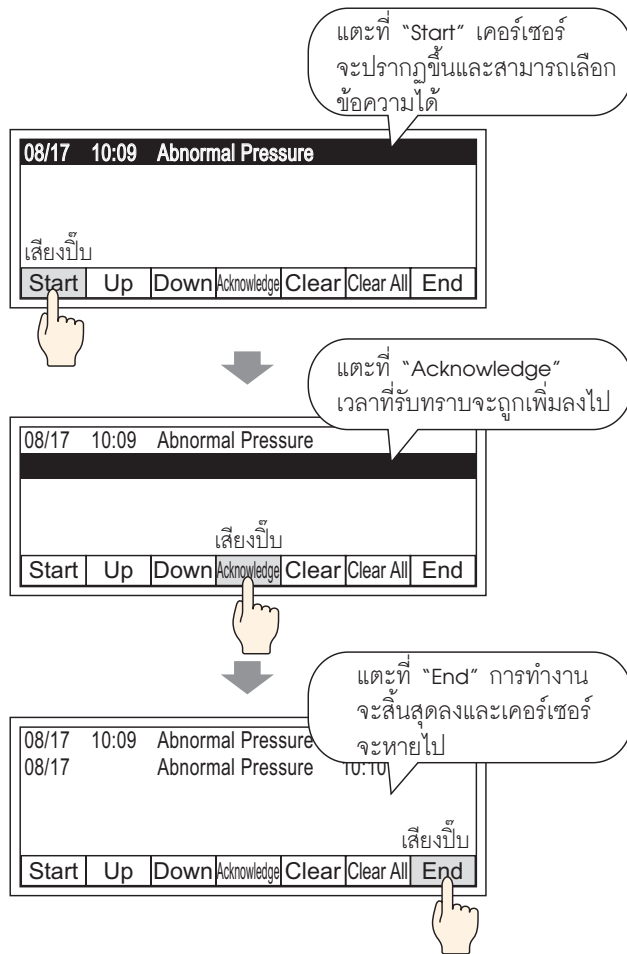 แตะที่ "Start" เคอร์เซอร์
จะปรากฏขึ้นและสามารถเลือก
ข้อความได้
08/17 10:09 Abnormal Pressure
เสียงปิ๊บ
Start Up Down Acknowledge Clear Clear All End
แตะที่ "Acknowledge"
เวลาที่รับทราบจะถูกเพิ่มลงไป
08/17 10:09 Abnormal Pressure
เสียงปิ๊บ
Start Up Down Acknowledge Clear Clear All End
แตะที่ "End" การทำงาน
จะสิ้นสุดลงและเคอร์เซอร์
จะหายไป
08/17 10:09 Abnormal Pressure
08/17 Abnormal Pressure 10:10
เสียงปิ๊บ
Start Up Down Acknowledge Clear Clear All End